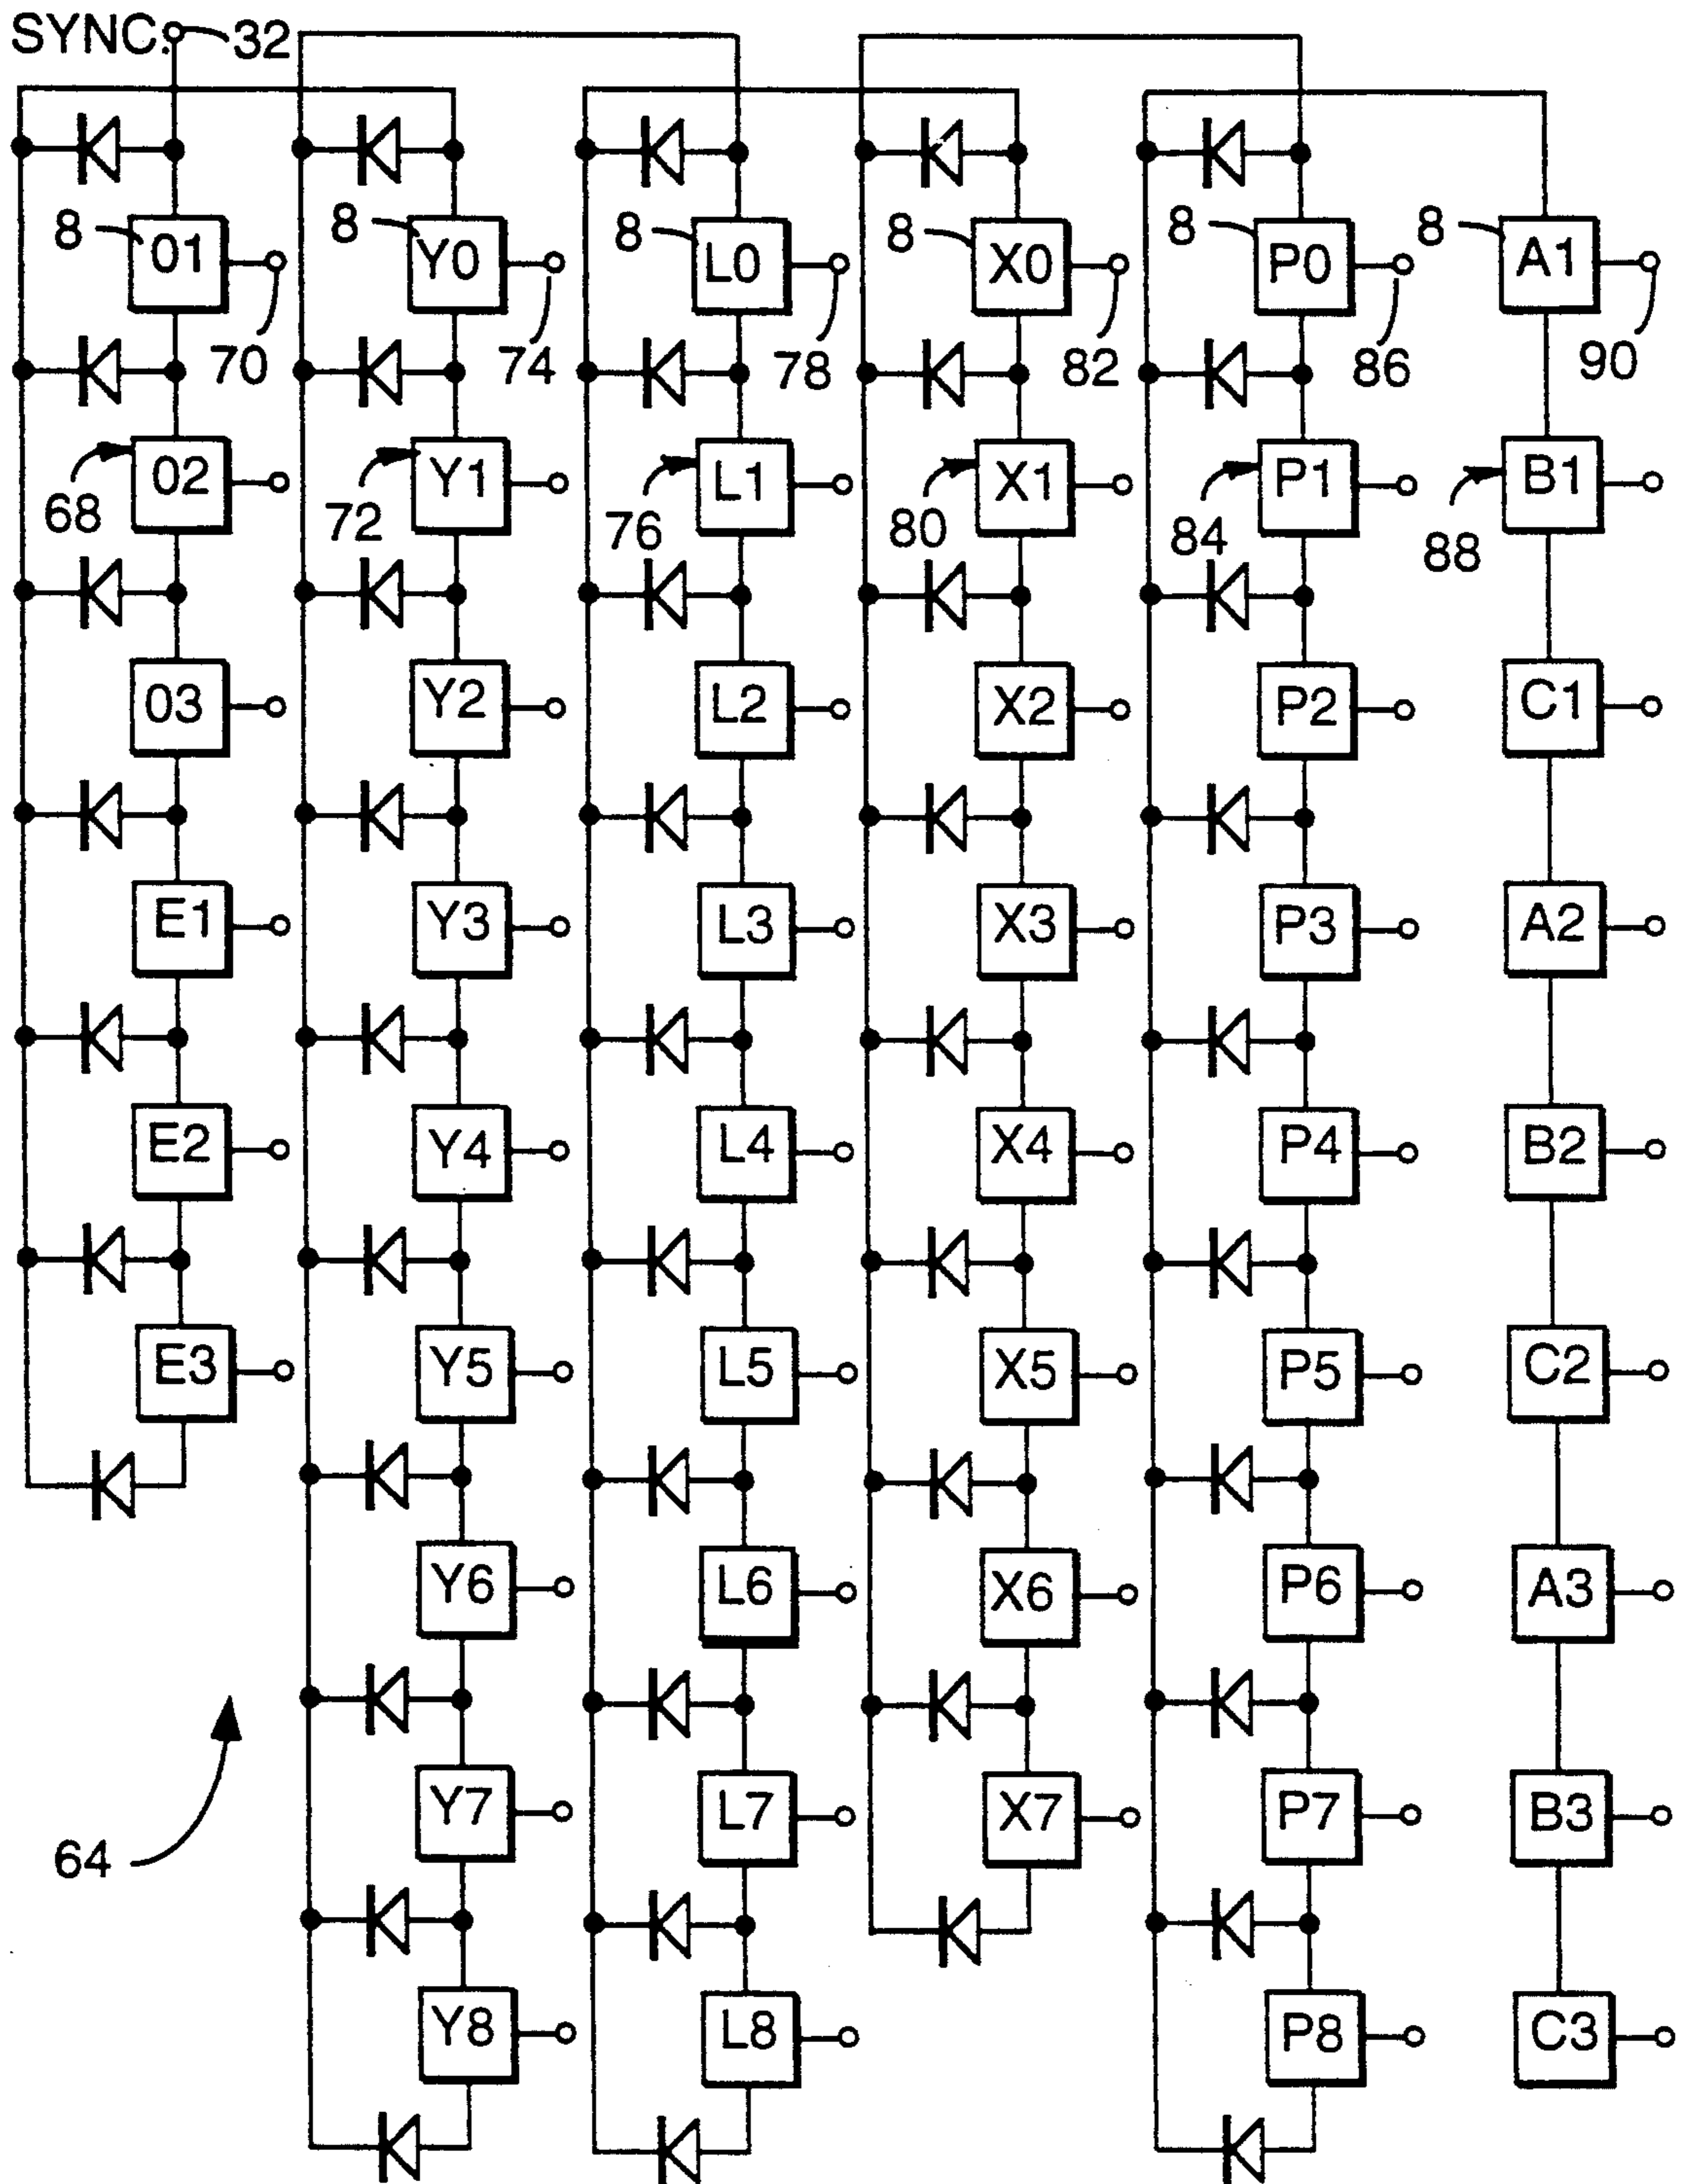 SYNC. 32
8 01 8 Y0 8 L0 8 X0 8 P0 8 A1
70 74 78 82 86 90
68 02 72 Y1 76 L1 80 X1 84 P1 88 B1
03 Y2 L2 X2 P2 C1
E1 Y3 L3 X3 P3 A2
E2 Y4 L4 X4 P4 B2
E3 Y5 L5 X5 P5 C2
Y6 L6 X6 P6 A3
64 Y7 L7 X7 P7 B3
Y8 L8 P8 C3